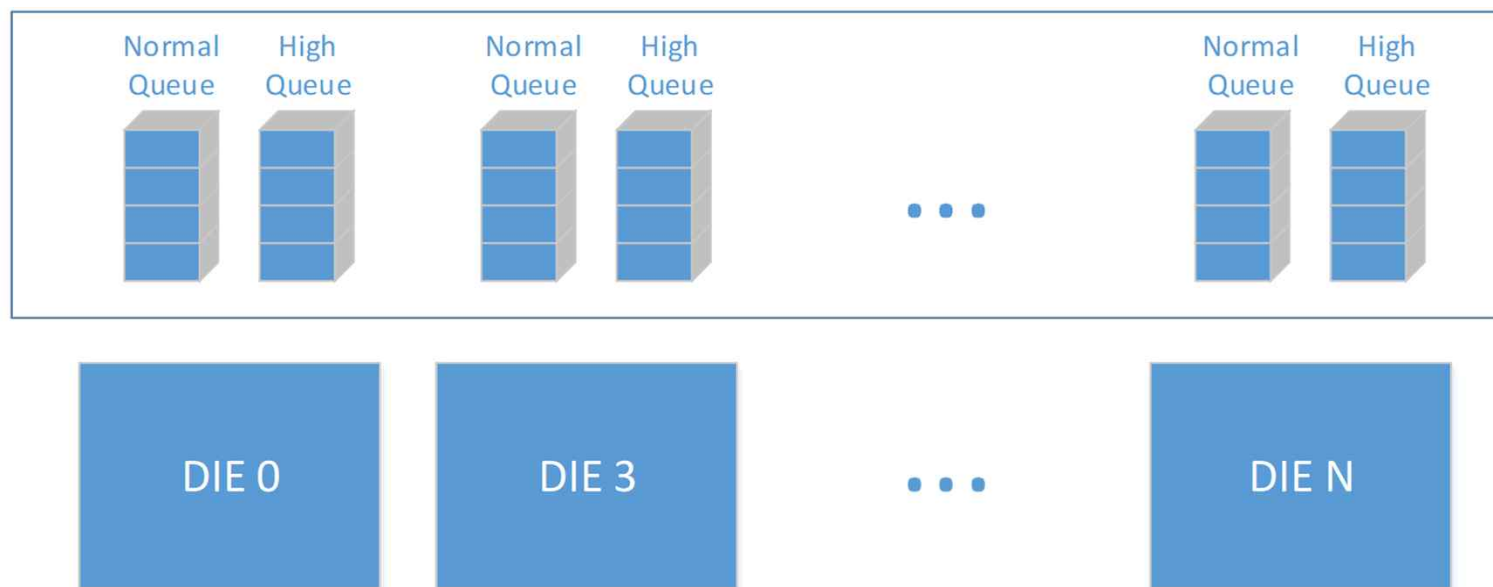 Normal High Normal High Normal High
Queue Queue Queue Queue Queue Queue
...
DIE 0 DIE 3 ... DIE N